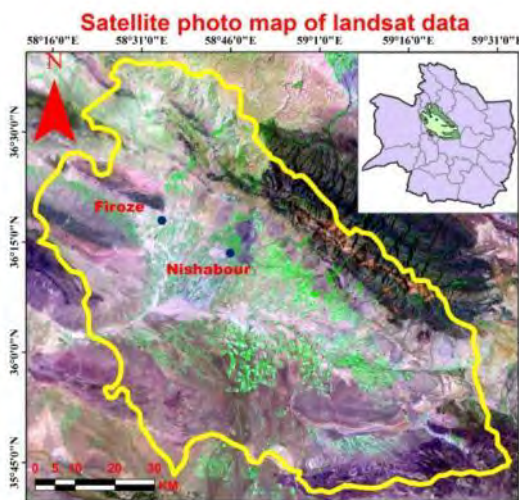 Satellite photo map of landsat data
58°16'0"E 58°31'0"E 58°46'0"E 59°1'0"E 59°16'0"E 59°31'0"E
N
36°30'0"N
Firoze
36°15'0"N
Nishabour
36°0'0"N
35°45'0"N
0 5 10 20 30
KM